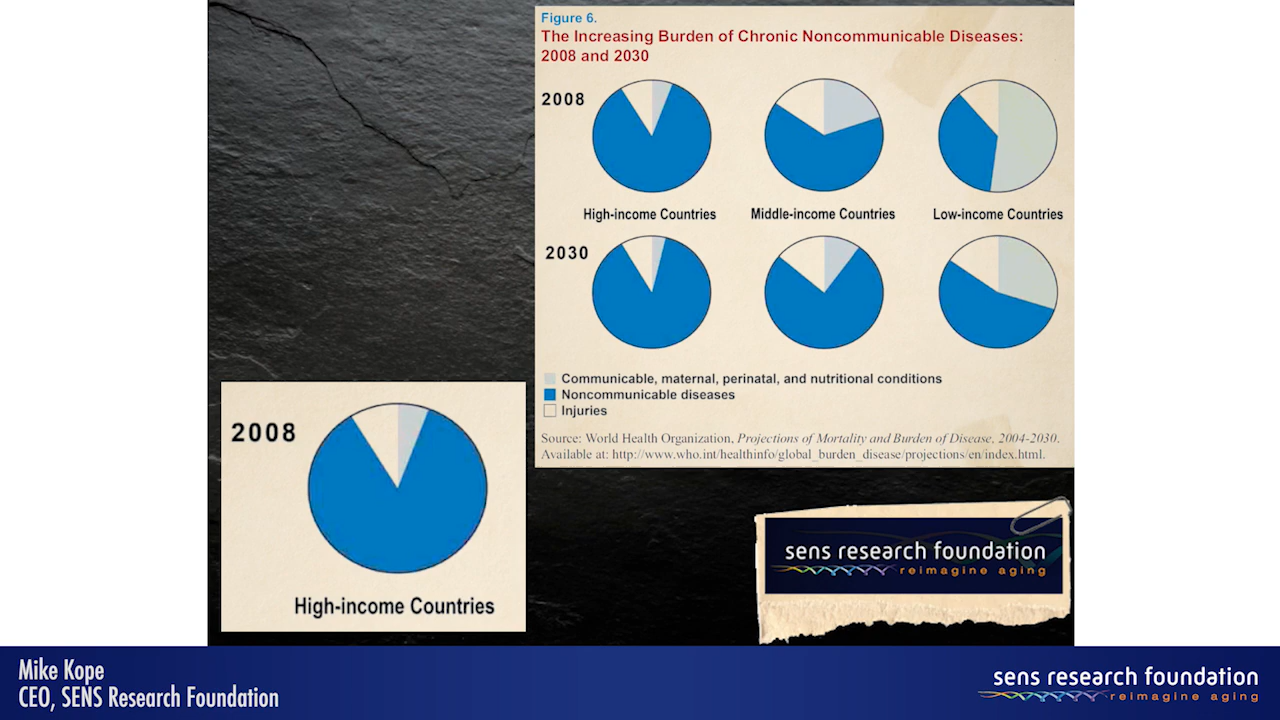 Figure 6.
The Increasing Burden of Chronic Noncommunicable Diseases:
2008 and 2030
2008
High-income Countries
Middle-income Countries
Low-income Countries
2030
Communicable, maternal, perinatal, and nutritional conditions
Noncommunicable diseases
Injuries
Source: World Health Organization, Projections of Mortality and Burden of Disease, 2004-2030.
Available at: http://www.who.int/healthinfo/global_burden_disease/projections/en/index.html.
2008
High-income Countries
sens research foundation
reimagine aging
Mike Kope
CEO, SENS Research Foundation
sens research foundation
reimagine aging